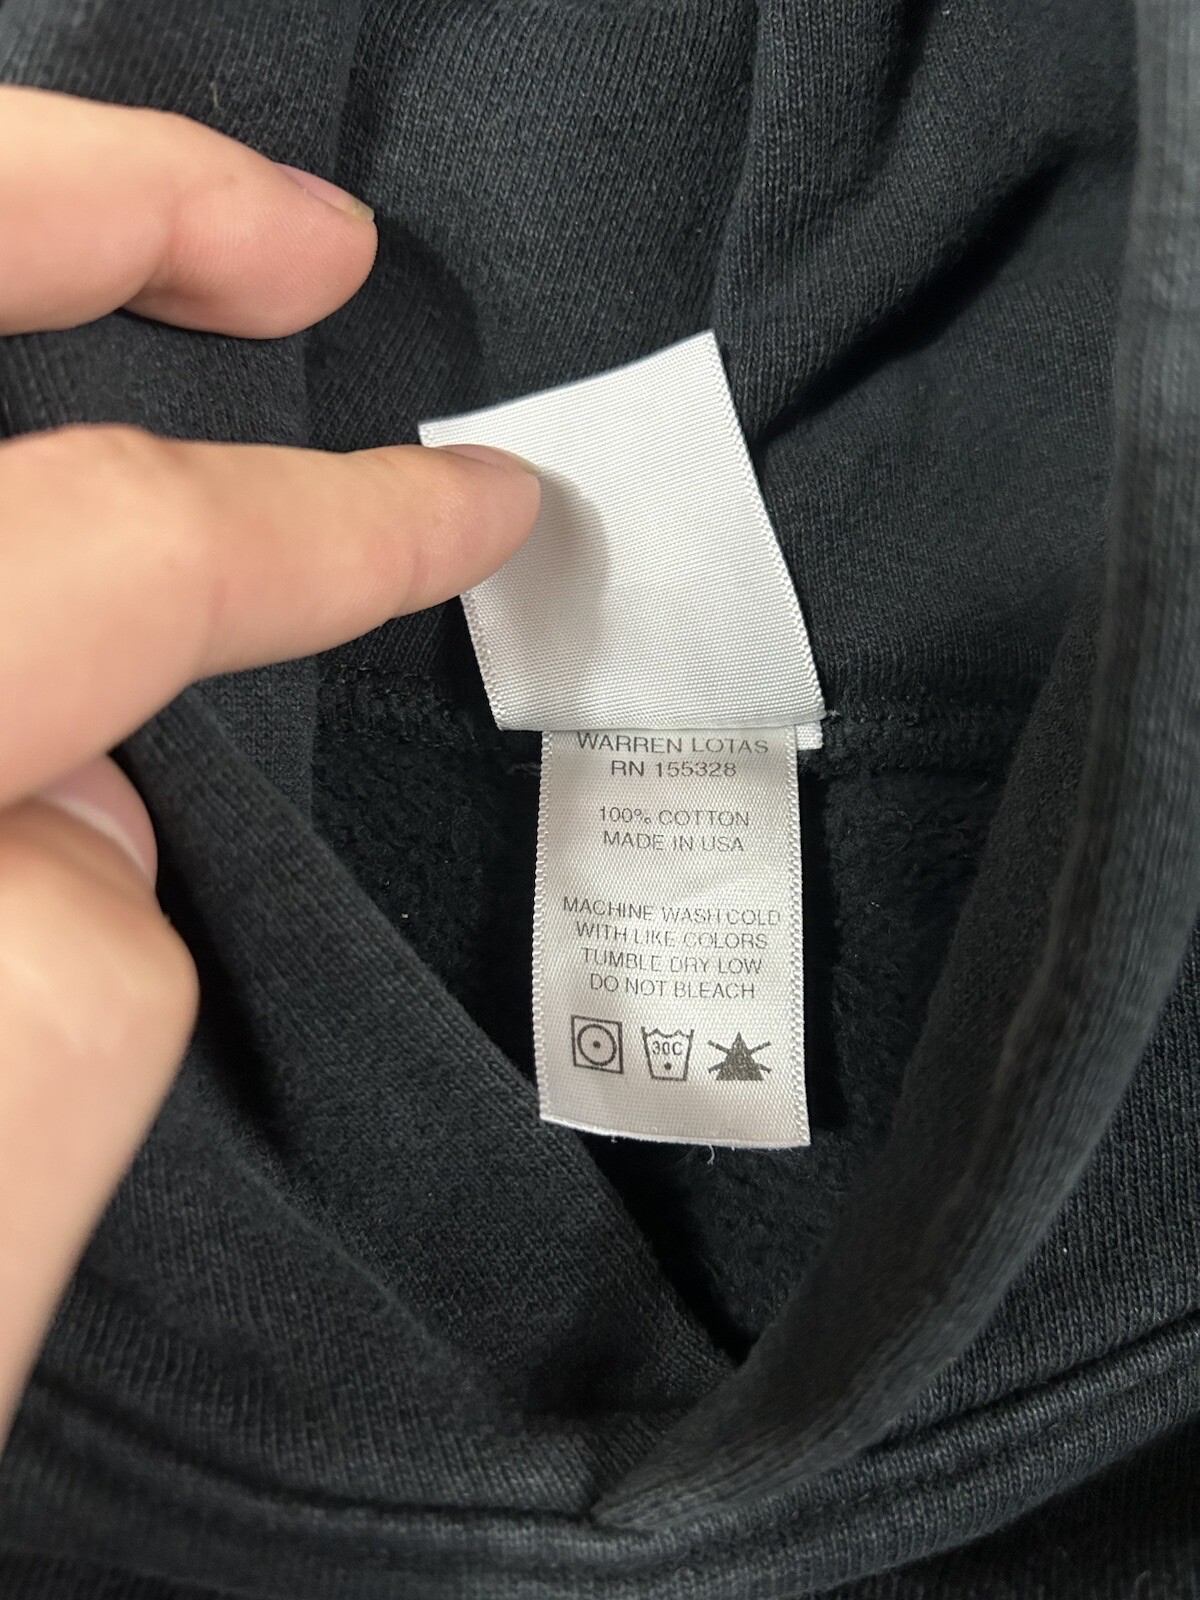 WARREN LOTAS
RN 155328
100% COTTON
MADE IN USA
MACHINE WASH COLD
WITH LIKE COLORS
TUMBLE DRY LOW
DO NOT BLEACH
30C